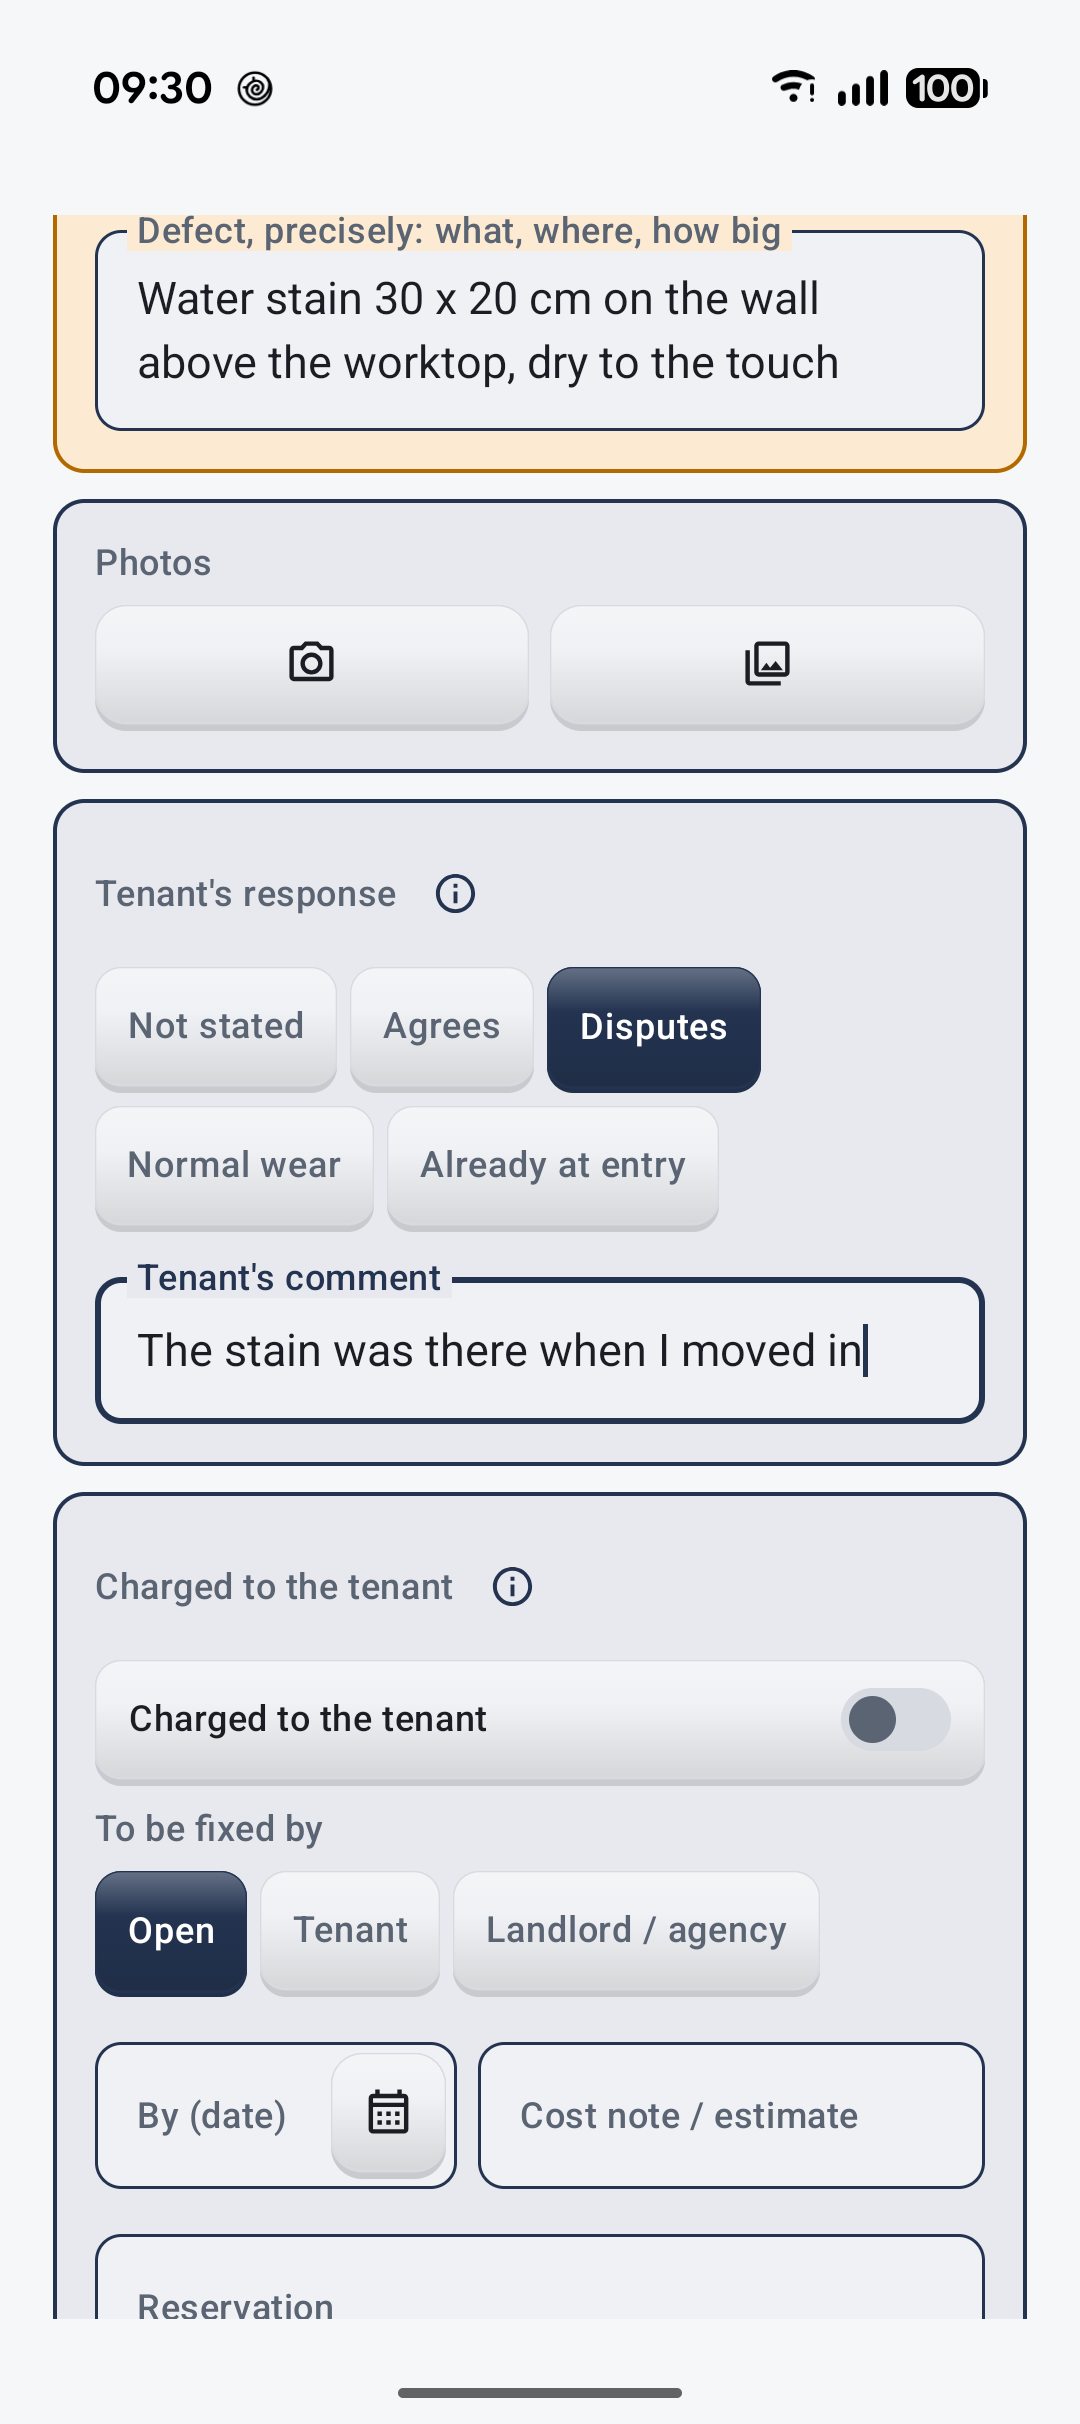 09:30
100
Defect, precisely: what, where, how big
Water stain 30 x 20 cm on the wall
above the worktop, dry to the touch
Photos
Tenant's response
Not stated
Agrees
Disputes
Normal wear
Already at entry
Tenant's comment
The stain was there when I moved in
Charged to the tenant
Charged to the tenant
To be fixed by
Open
Tenant
Landlord / agency
By (date)
Cost note / estimate
Reservation